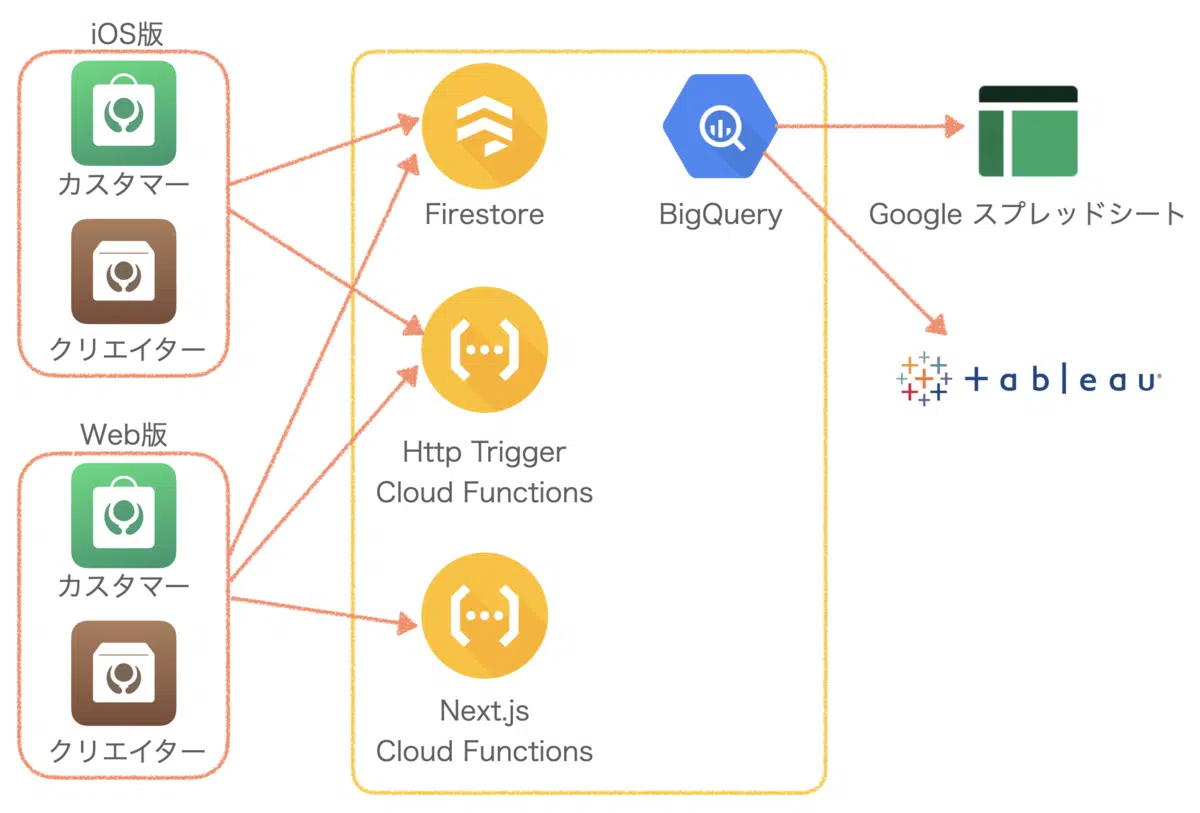 iOS版
カスタマー
クリエイター
Web版
カスタマー
クリエイター
Firestore
Http Trigger
Cloud Functions
Next.js
Cloud Functions
BigQuery
Google スプレッドシート
+ableau®